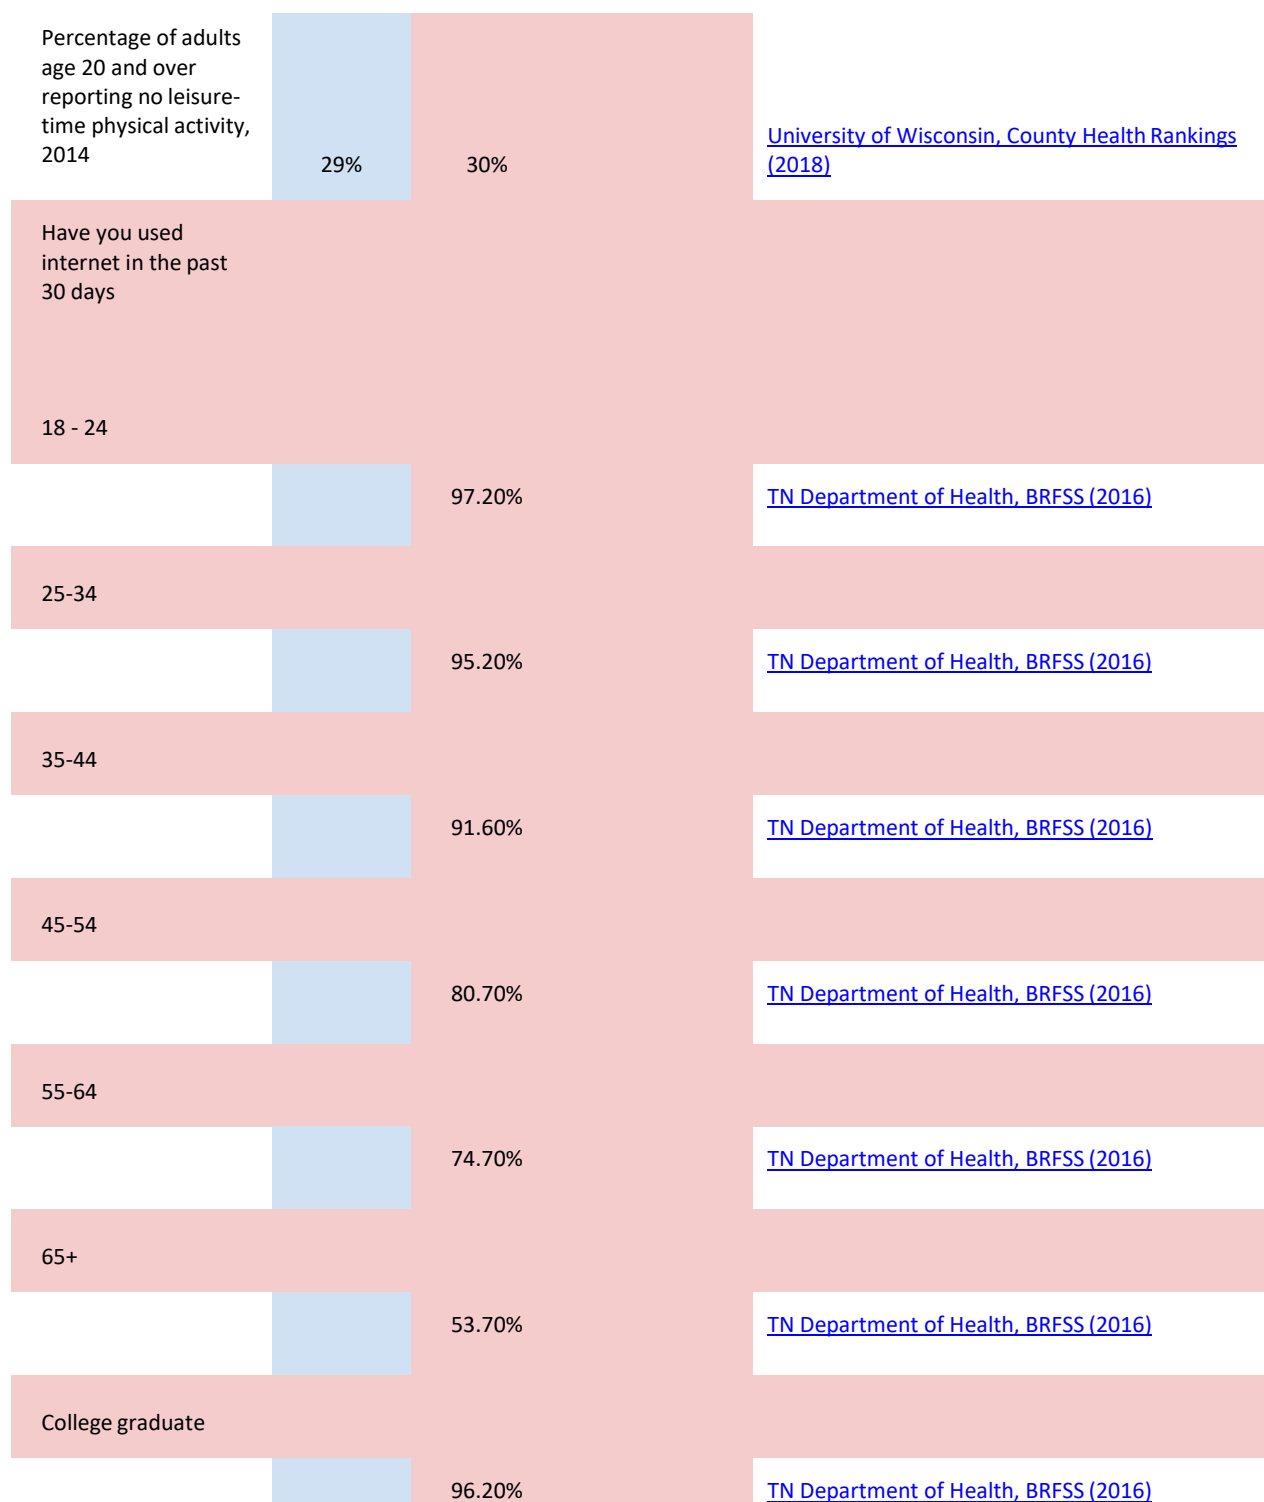 Percentage of adults
age 20 and over
reporting no leisure-
time physical activity,
2014
29%
30%
University of Wisconsin, County Health Rankings
(2018)
Have you used
internet in the past
30 days
18 - 24
97.20%
TN Department of Health, BRFSS (2016)
25-34
95.20%
TN Department of Health, BRFSS (2016)
35-44
91.60%
TN Department of Health, BRFSS (2016)
45-54
80.70%
TN Department of Health, BRFSS (2016)
55-64
74.70%
TN Department of Health, BRFSS (2016)
65+
53.70%
TN Department of Health, BRFSS (2016)
College graduate
96.20%
TN Department of Health, BRFSS (2016)